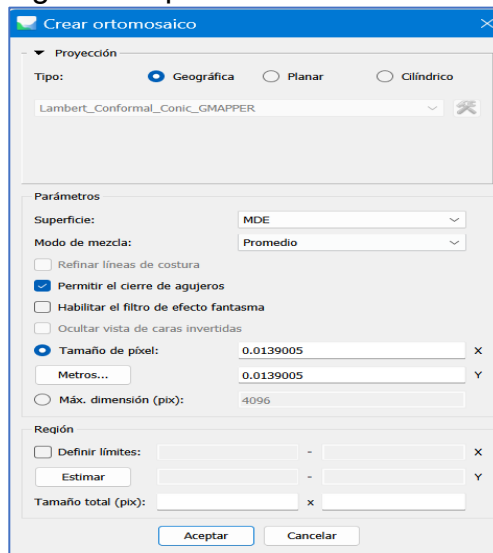 Crear ortomosaico
Proyección
Tipo: Geográfica Planar Cilíndrico
Lambert_Conformal_Conic_GMAPPER
Parámetros
Superficie: MDE
Modo de mezcla: Promedio
Refinar líneas de costura
Permitir el cierre de agujeros
Habilitar el filtro de efecto fantasma
Ocultar vista de caras invertidas
Tamaño de píxel: 0.0139005 X
Metros... 0.0139005 Y
Máx. dimensión (pix): 4096
Región
Definir límites: - X
Estimar - Y
Tamaño total (pix): x
Aceptar Cancelar